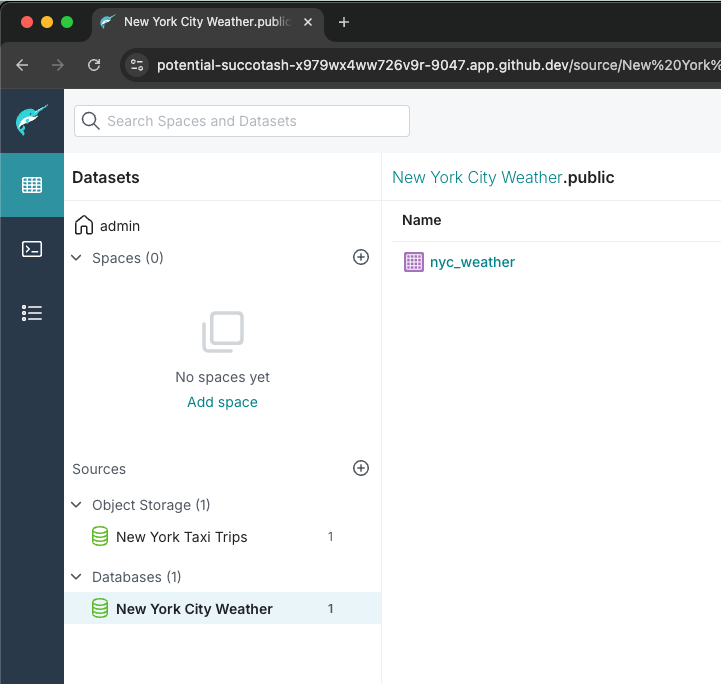 New York City Weather.public
potential-succotash-x979wx4ww726v9r-9047.app.github.dev/source/New%20York%
Search Spaces and Datasets
Datasets
New York City Weather.public
admin
Name
Spaces (0)
nyc_weather
No spaces yet
Add space
Sources
Object Storage (1)
New York Taxi Trips 1
Databases (1)
New York City Weather 1